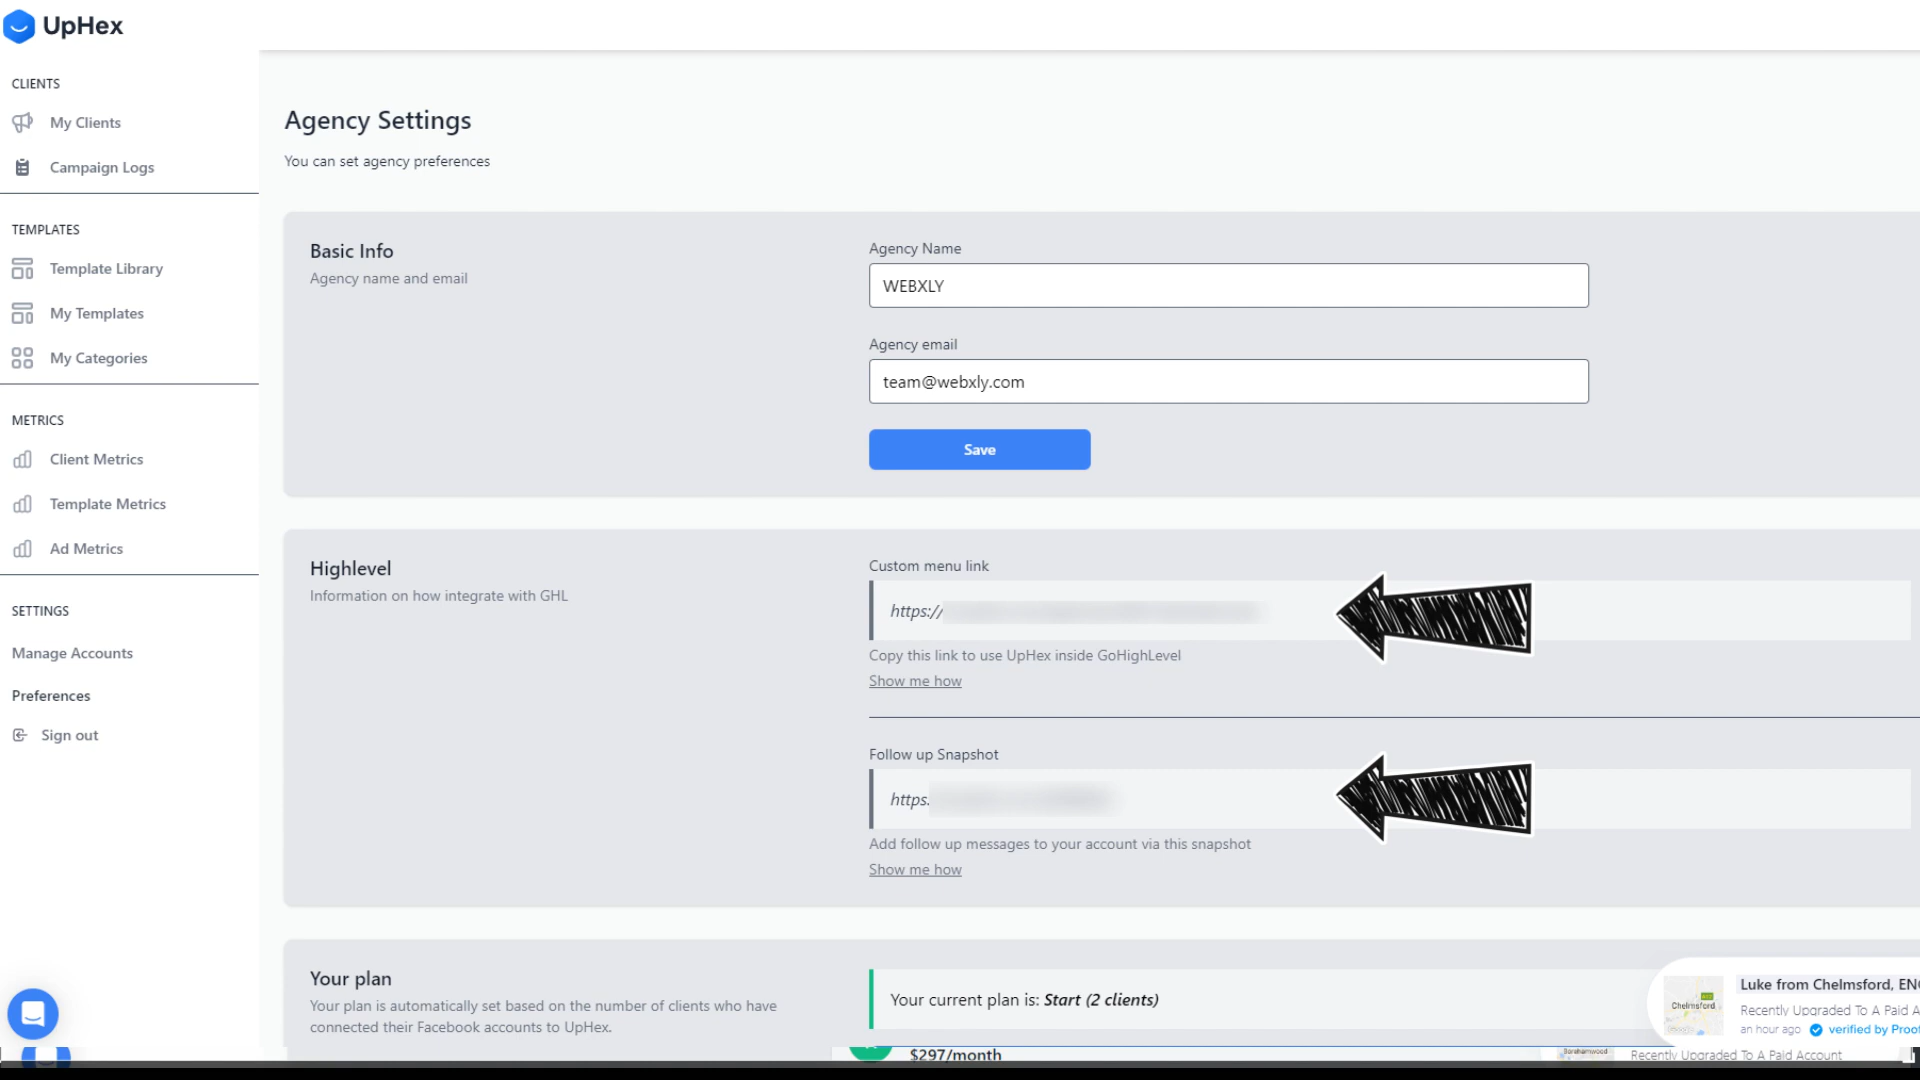 UpHex
CLIENTS
My Clients
Campaign Logs
TEMPLATES
Template Library
My Templates
My Categories
METRICS
Client Metrics
Template Metrics
Ad Metrics
SETTINGS
Manage Accounts
Preferences
Sign out
Agency Settings
You can set agency preferences
Basic Info
Agency name and email
Agency Name
WEBXLY
Agency email
team@webxly.com
Save
Highlevel
Information on how integrate with GHL
Custom menu link
https://
Copy this link to use UpHex inside GoHighLevel
Show me how
Follow up Snapshot
https:
Add follow up messages to your account via this snapshot
Show me how
Your plan
Your plan is automatically set based on the number of clients who have
connected their Facebook accounts to UpHex.
Your current plan is: Start (2 clients)
$297/month
Chelmsford
Google
Luke from Chelmsford, EN
Recently Upgraded To A Paid A
an hour ago verified by Proo
Borehamwood
Recently Upgraded To A Paid Account